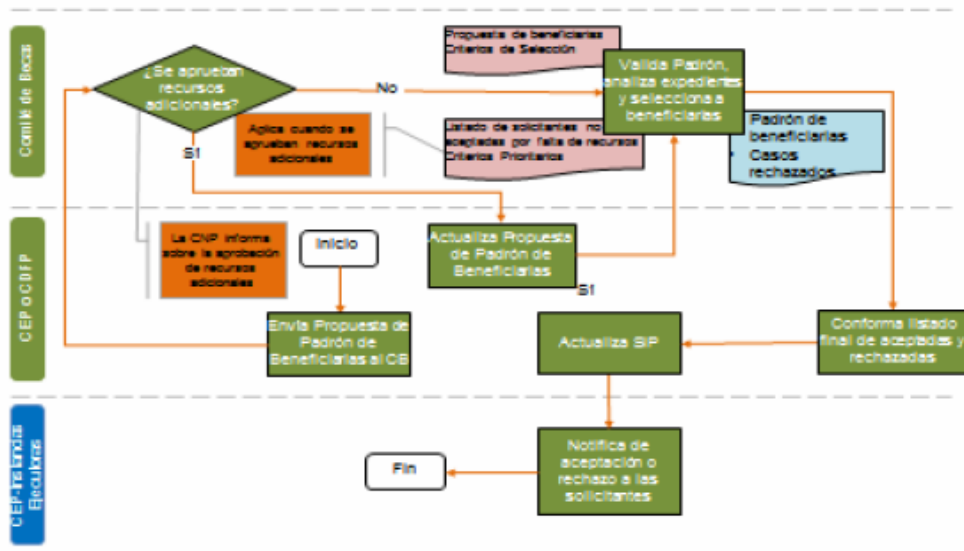 Comité de Becas
¿Se aprueban
recursos
adicionales?
No
Sí
Aplica cuando se
aprueban recursos
adicionales
Propuesta de beneficiarias
Criterios de Selección
Listado de solicitantes no
aceptadas por falta de recursos
Criterios Prioritarios
Valida Padrón,
analiza expedientes
y selecciona a
beneficiarias
Padrón de
beneficiarias
• Casos
rechazados
CEP o CDFP
La CNP informa
sobre la aprobación
de recursos
adicionales
Inicio
Envía Propuesta de
Padrón de
Beneficiarias al CB
Actualiza Propuesta
de Padrón de
Beneficiarias
Sí
Actualiza SIP
Conforma listado
final de aceptadas y
rechazadas
CEP-Instancias
Ejecutoras
Notifica de
aceptación o
rechazo a las
solicitantes
Fin